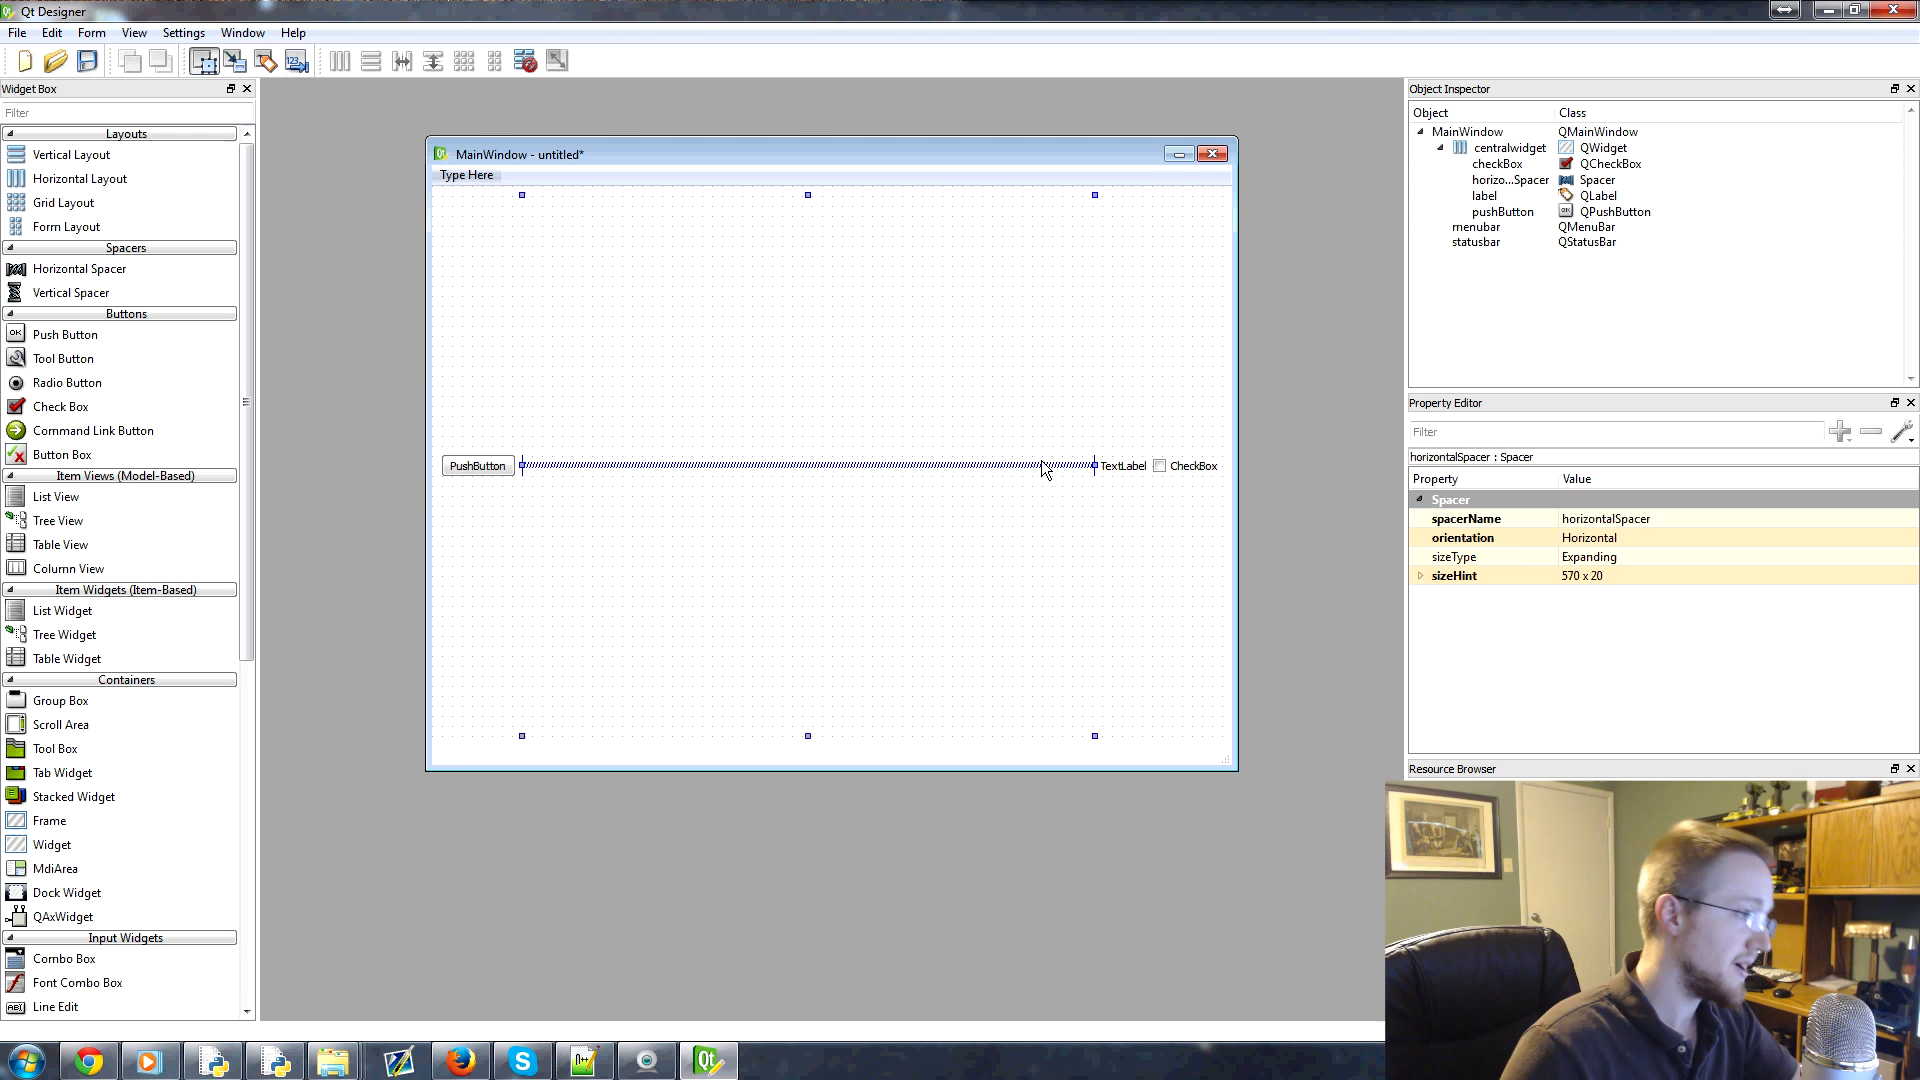 Qt Designer
File Edit Form View Settings Window Help
Widget Box
Filter
Layouts
Vertical Layout
Horizontal Layout
Grid Layout
Form Layout
Spacers
Horizontal Spacer
Vertical Spacer
Buttons
Push Button
Tool Button
Radio Button
Check Box
Command Link Button
Button Box
Item Views (Model-Based)
List View
Tree View
Table View
Column View
Item Widgets (Item-Based)
List Widget
Tree Widget
Table Widget
Containers
Group Box
Scroll Area
Tool Box
Tab Widget
Stacked Widget
Frame
Widget
MdiArea
Dock Widget
QAxWidget
Input Widgets
Combo Box
Font Combo Box
Line Edit
MainWindow - untitled*
Type Here
PushButton TextLabel CheckBox
Object Inspector
Object Class
MainWindow QMainWindow
centralwidget QWidget
checkBox QCheckBox
horizo...Spacer Spacer
label QLabel
pushButton QPushButton
menubar QMenuBar
statusbar QStatusBar
Property Editor
Filter
horizontalSpacer : Spacer
Property Value
Spacer
spacerName horizontalSpacer
orientation Horizontal
sizeType Expanding
sizeHint 570 x 20
Resource Browser